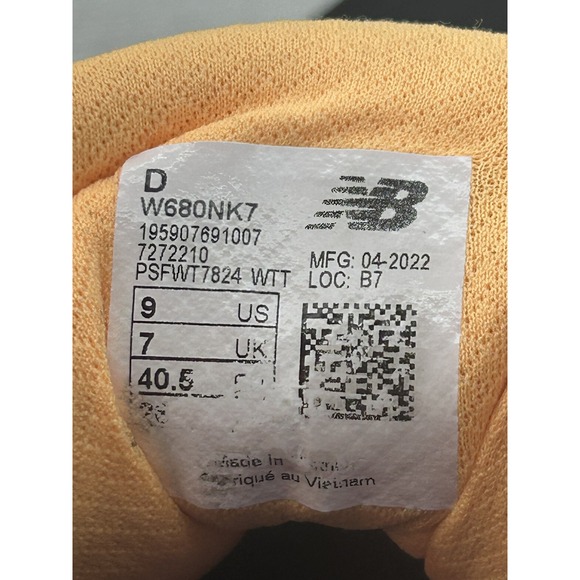 D
W680NK7
195907691007
7272210
PSFWT7824 WTT
NB
MFG: 04-2022
LOC: B7
9 US
7 UK
40.5
Made in
au Vietnam